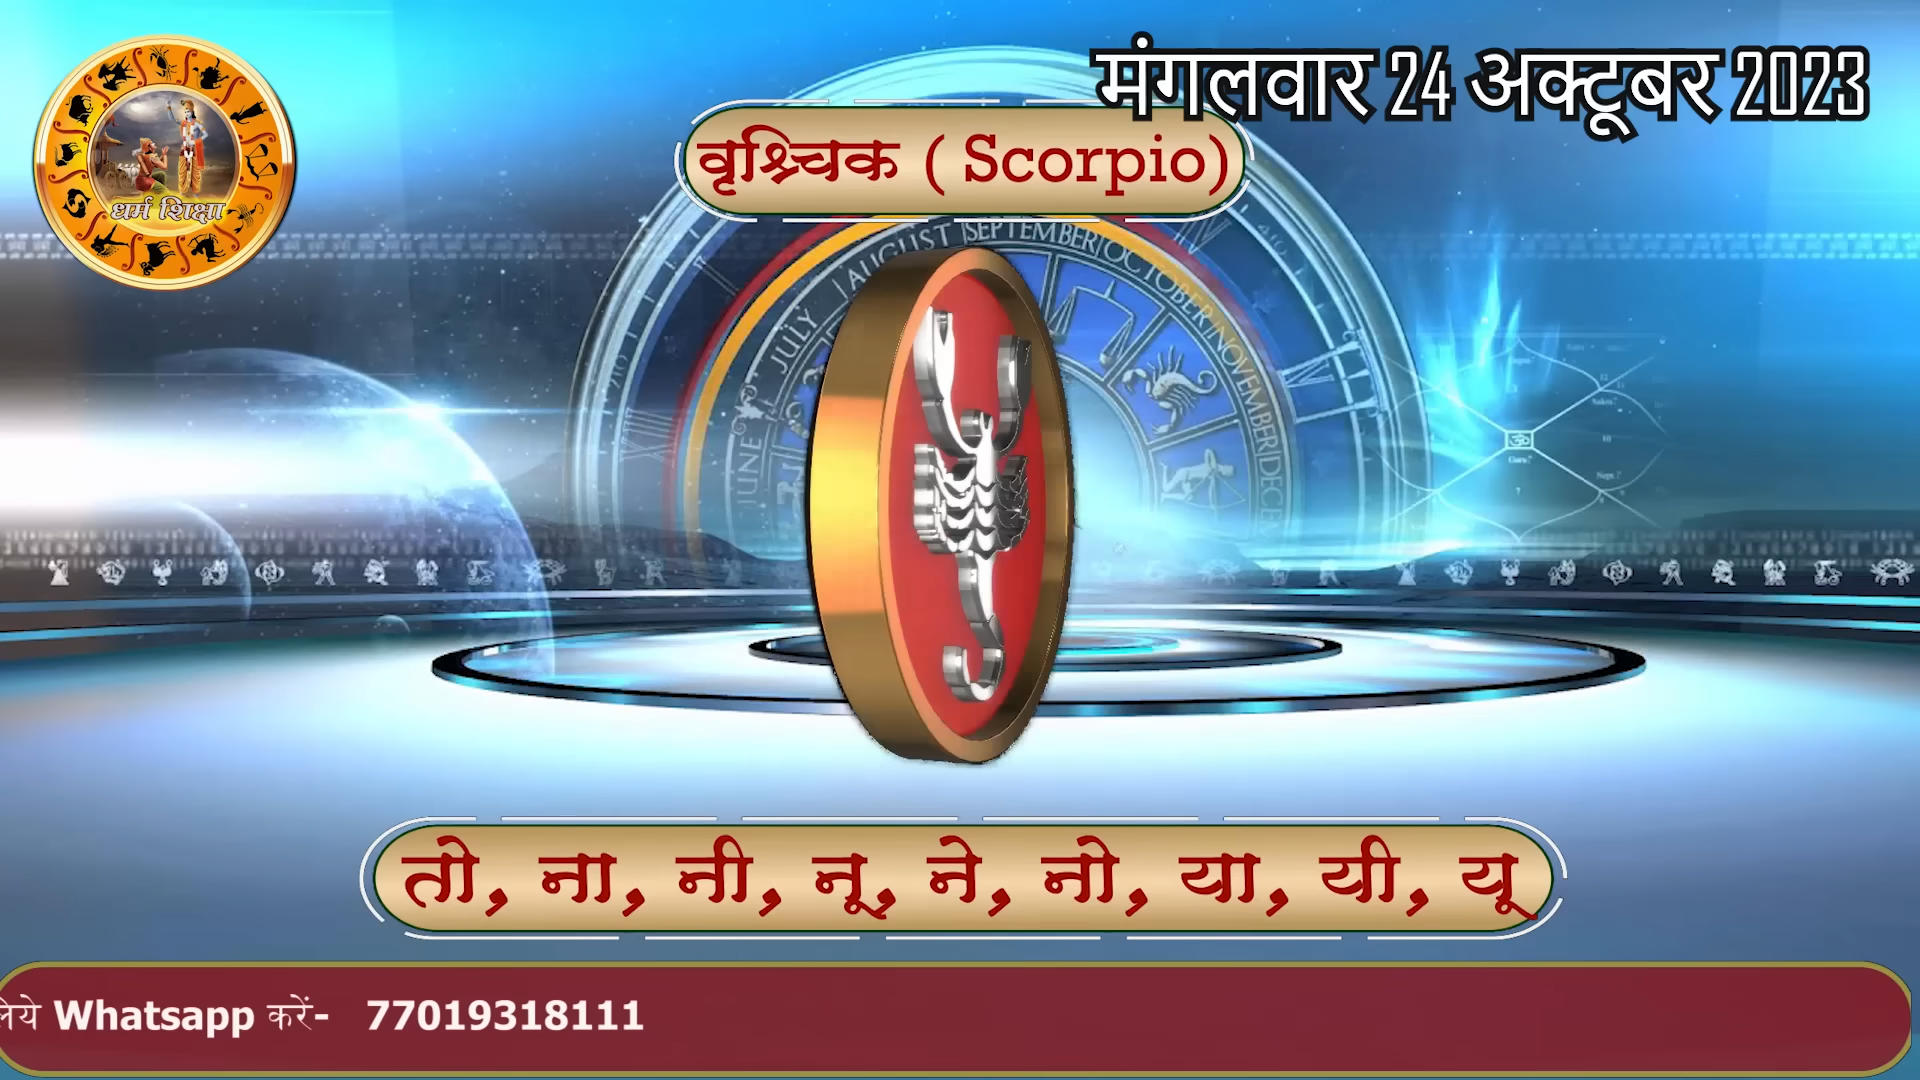 मंगलवार 24 अक्टूबर 2023
वृश्चिक ( Scorpio)
धर्म शिक्षा
JUNE JULY AUGUST SEPTEMBER OCTOBER NOVEMBER
तो, ना, नी, नू, ने, नो, या, यी, यू
Whatsapp करें- 77019318111